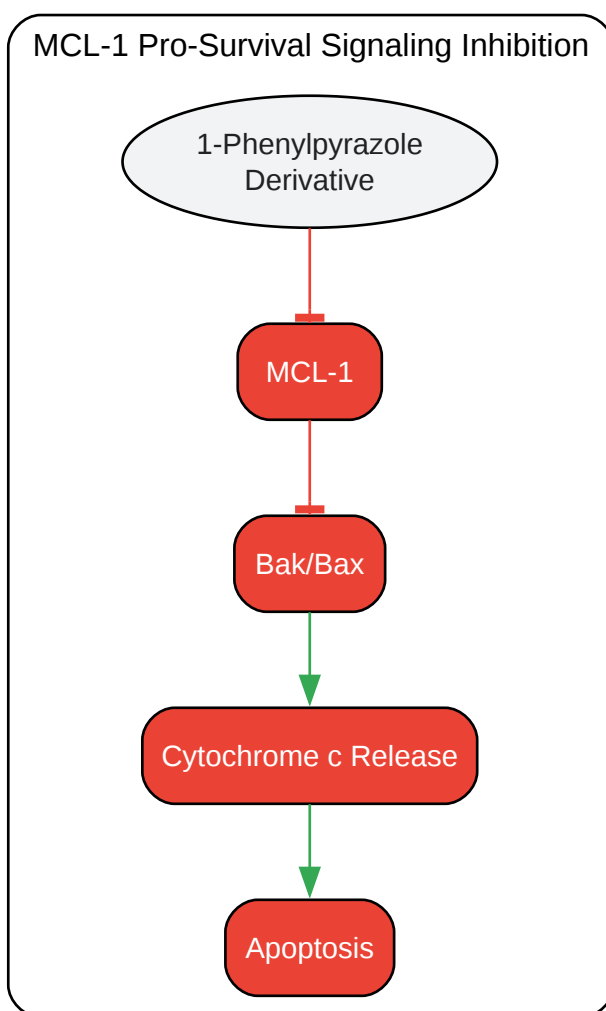 MCL-1 Pro-Survival Signaling Inhibition
1-Phenylpyrazole
Derivative
MCL-1
Bak/Bax
Cytochrome c Release
Apoptosis